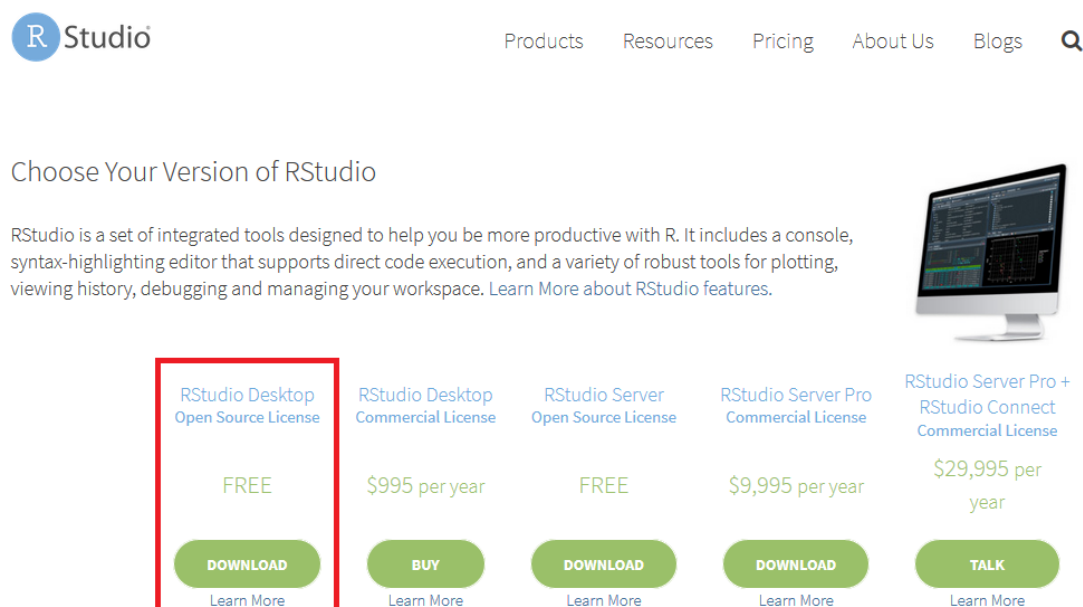 R Studio
Products Resources Pricing About Us Blogs
Choose Your Version of RStudio
RStudio is a set of integrated tools designed to help you be more productive with R. It includes a console,
syntax-highlighting editor that supports direct code execution, and a variety of robust tools for plotting,
viewing history, debugging and managing your workspace. Learn More about RStudio features.
RStudio Desktop
Open Source License
FREE
DOWNLOAD
Learn More
RStudio Desktop
Commercial License
$995 per year
BUY
Learn More
RStudio Server
Open Source License
FREE
DOWNLOAD
Learn More
RStudio Server Pro
Commercial License
$9,995 per year
DOWNLOAD
Learn More
RStudio Server Pro +
RStudio Connect
Commercial License
$29,995 per
year
TALK
Learn More